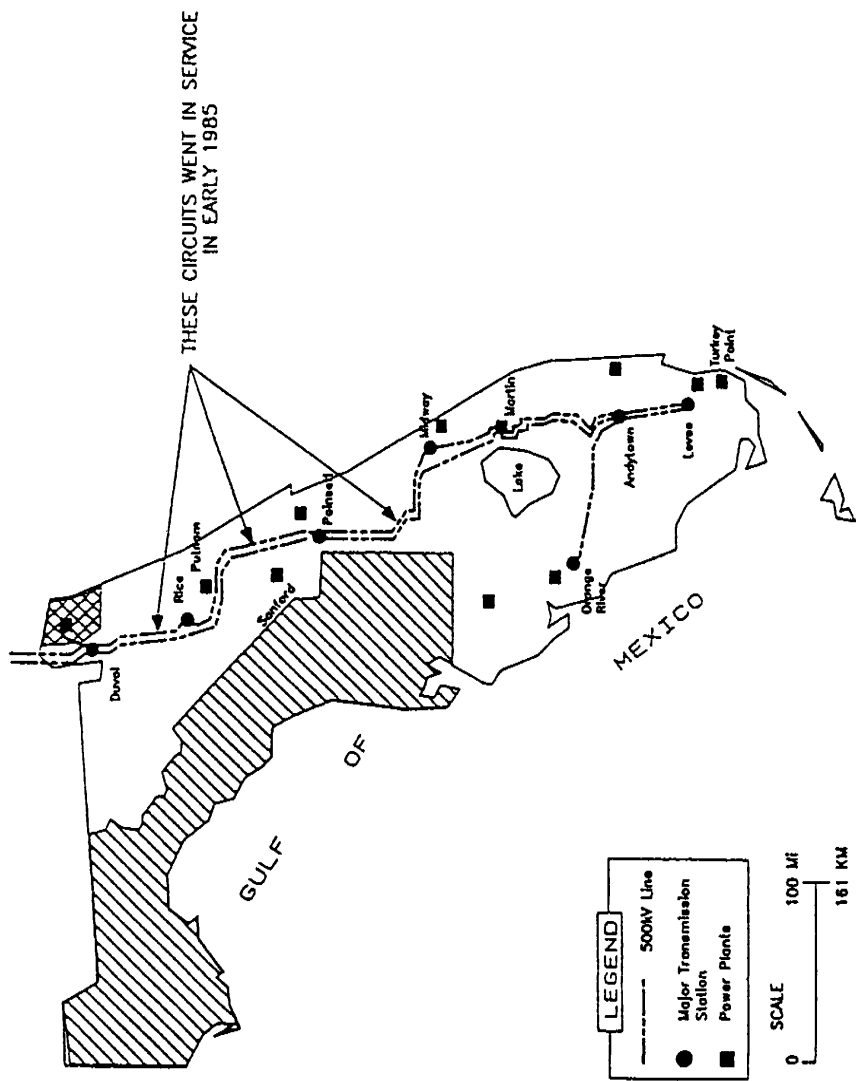 THESE CIRCUITS WENT IN SERVICE
IN EARLY 1985
Duval
Rice
Putnam
Sanford
Poinsett
Midway
Martin
Lake
Orange
River
Andytown
Levee
Turkey
Point
GULF
OF
MEXICO
LEGEND
500kV Line
Major Transmission
Station
Power Plants
SCALE
0
100 MI
161 KM